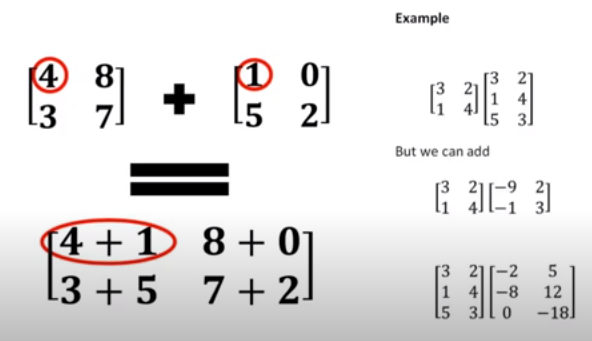 [4 8]
[3 7]
+
[1 0]
[5 2]
=
[4 + 1 8 + 0]
[3 + 5 7 + 2]
Example
[3 2] [3 2]
[1 4] [1 4]
[5 3]
But we can add
[3 2] [−9 2]
[1 4] [−1 3]
[3 2] [−2 5]
[1 4] [−8 12]
[5 3] [0 −18]